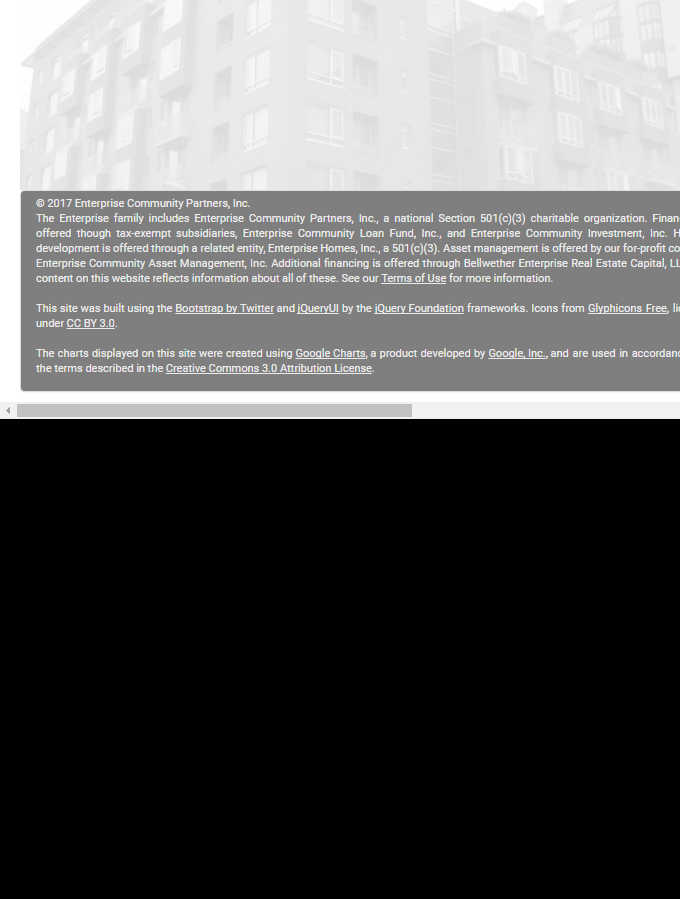 © 2017 Enterprise Community Partners, Inc.
The Enterprise family includes Enterprise Community Partners, Inc., a national Section 501(c)(3) charitable organization.
offered though tax-exempt subsidiaries, Enterprise Community Loan Fund, Inc., and Enterprise Community Investment, Inc.
development is offered through a related entity, Enterprise Homes, Inc., a 501(c)(3). Asset management is offered by our for-profit
Enterprise Community Asset Management, Inc. Additional financing is offered through Bellwether Enterprise Real Estate Capital,
content on this website reflects information about all of these. See our Terms of Use for more information.
This site was built using the Bootstrap by Twitter and jQueryUI by the jQuery Foundation frameworks. Icons from Glyphicons Free,
under CC BY 3.0.
The charts displayed on this site were created using Google Charts, a product developed by Google, Inc., and are used in
the terms described in the Creative Commons 3.0 Attribution License.